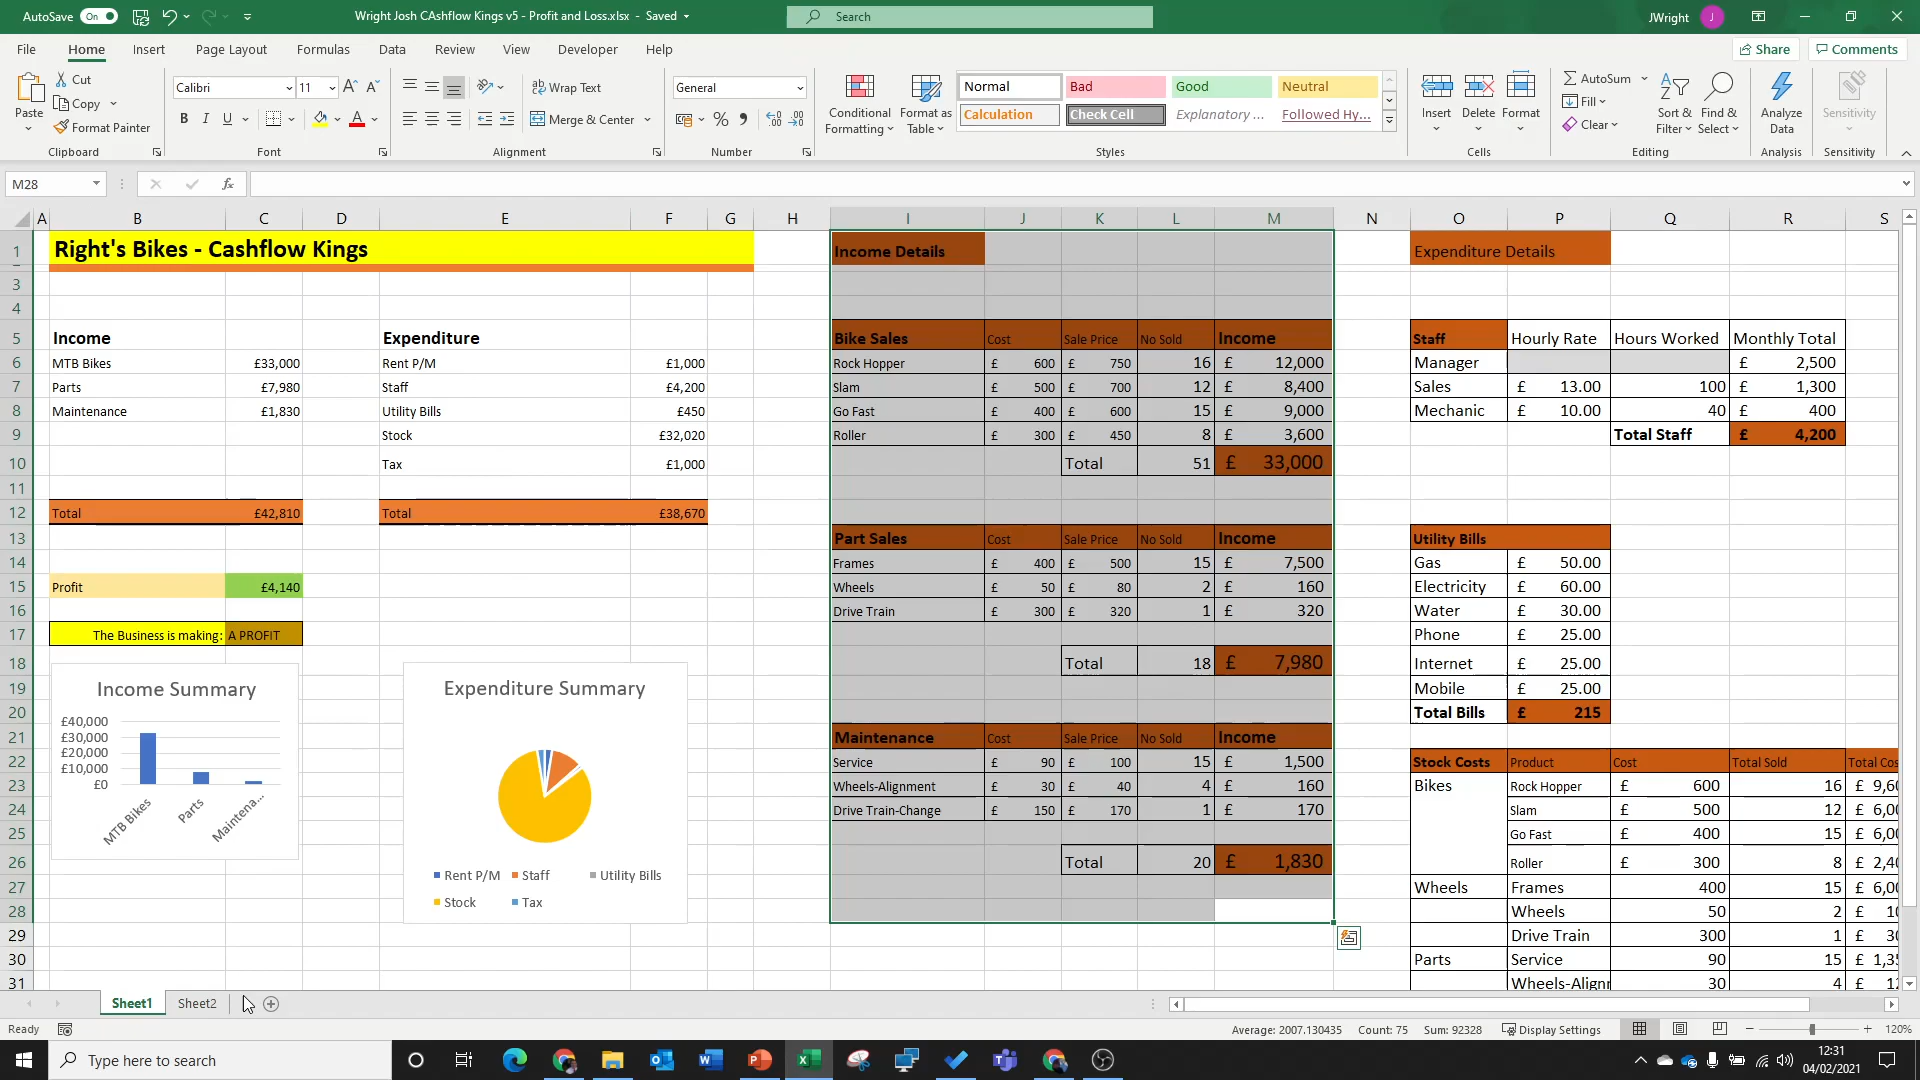 AutoSave On Wright Josh CAshflow Kings v5 - Profit and Loss.xlsx - Saved Search JWright J
File Home Insert Page Layout Formulas Data Review View Developer Help Share Comments
Paste Cut Copy Format Painter Clipboard
Calibri 11 A A B I U A Font
Wrap Text Merge & Center Alignment
General % Number
Conditional Formatting Format as Table
Normal Bad Good Neutral
Calculation Check Cell Explanatory ... Followed Hy...
Styles
Insert Delete Format Cells
AutoSum Fill Clear Sort & Filter Find & Select Editing
Analyze Data Analysis Sensitivity Sensitivity
M28 fx
A B C D E F G H I J K L M N O P Q R S
1 Right's Bikes - Cashflow Kings Income Details Expenditure Details
3
4
5 Income Expenditure Bike Sales Cost Sale Price No Sold Income Staff Hourly Rate Hours Worked Monthly Total
6 MTB Bikes £33,000 Rent P/M £1,000 Rock Hopper £ 600 £ 750 16 £ 12,000 Manager £ 2,500
7 Parts £7,980 Staff £4,200 Slam £ 500 £ 700 12 £ 8,400 Sales £ 13.00 100 £ 1,300
8 Maintenance £1,830 Utility Bills £450 Go Fast £ 400 £ 600 15 £ 9,000 Mechanic £ 10.00 40 £ 400
9 Stock £32,020 Roller £ 300 £ 450 8 £ 3,600 Total Staff £ 4,200
10 Tax £1,000 Total 51 £ 33,000
11
12 Total £42,810 Total £38,670
13 Part Sales Cost Sale Price No Sold Income Utility Bills
14 Frames £ 400 £ 500 15 £ 7,500 Gas £ 50.00
15 Profit £4,140 Wheels £ 50 £ 80 2 £ 160 Electricity £ 60.00
16 Drive Train £ 300 £ 320 1 £ 320 Water £ 30.00
17 The Business is making: A PROFIT Phone £ 25.00
18 Total 18 £ 7,980 Internet £ 25.00
19 Mobile £ 25.00
20 Total Bills £ 215
21 Maintenance Cost Sale Price No Sold Income
22 Service £ 90 £ 100 15 £ 1,500 Stock Costs Product Cost Total Sold Total Cos
23 Wheels-Alignment £ 30 £ 40 4 £ 160 Bikes Rock Hopper £ 600 16 £ 9,60
24 Drive Train-Change £ 150 £ 170 1 £ 170 Slam £ 500 12 £ 6,00
25 Go Fast £ 400 15 £ 6,00
26 Total 20 £ 1,830 Roller £ 300 8 £ 2,40
27 Wheels Frames 400 15 £ 6,00
28 Wheels 50 2 £ 10
29 Drive Train 300 1 £ 30
30 Parts Service 90 15 £ 1,35
31 Wheels-Alignn 30 4 £ 12
Income Summary
£40,000
£30,000
£20,000
£10,000
£0
MTB Bikes Parts Maintena...
Expenditure Summary
Rent P/M Staff Utility Bills
Stock Tax
Sheet1 Sheet2
Ready Average: 2007.130435 Count: 75 Sum: 92328 Display Settings 120%
Type here to search 12:31
04/02/2021